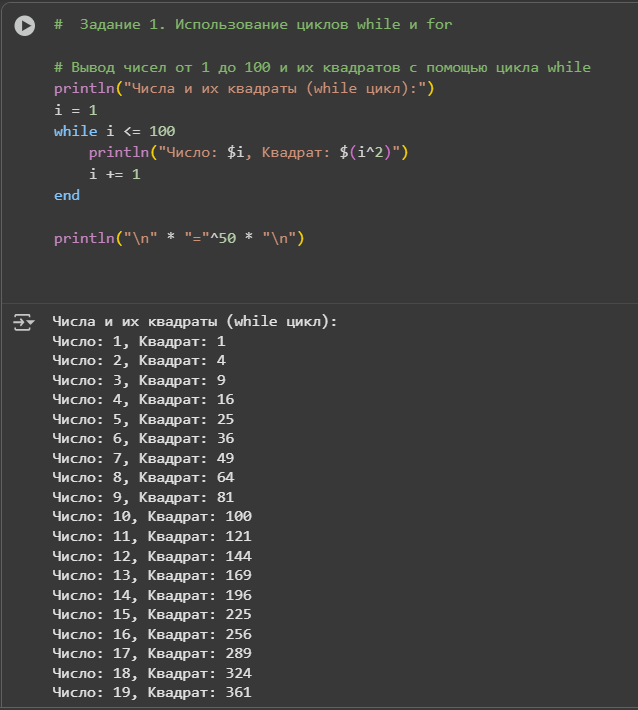 #  Задание 1. Использование циклов while и for
# Вывод чисел от 1 до 100 и их квадратов с помощью цикла while
println("Числа и их квадраты (while цикл):")
i = 1
while i <= 100
    println("Число: $i, Квадрат: $(i^2)")
    i += 1
end
println("\n" * "="^50 * "\n")
Числа и их квадраты (while цикл):
Число: 1, Квадрат: 1
Число: 2, Квадрат: 4
Число: 3, Квадрат: 9
Число: 4, Квадрат: 16
Число: 5, Квадрат: 25
Число: 6, Квадрат: 36
Число: 7, Квадрат: 49
Число: 8, Квадрат: 64
Число: 9, Квадрат: 81
Число: 10, Квадрат: 100
Число: 11, Квадрат: 121
Число: 12, Квадрат: 144
Число: 13, Квадрат: 169
Число: 14, Квадрат: 196
Число: 15, Квадрат: 225
Число: 16, Квадрат: 256
Число: 17, Квадрат: 289
Число: 18, Квадрат: 324
Число: 19, Квадрат: 361